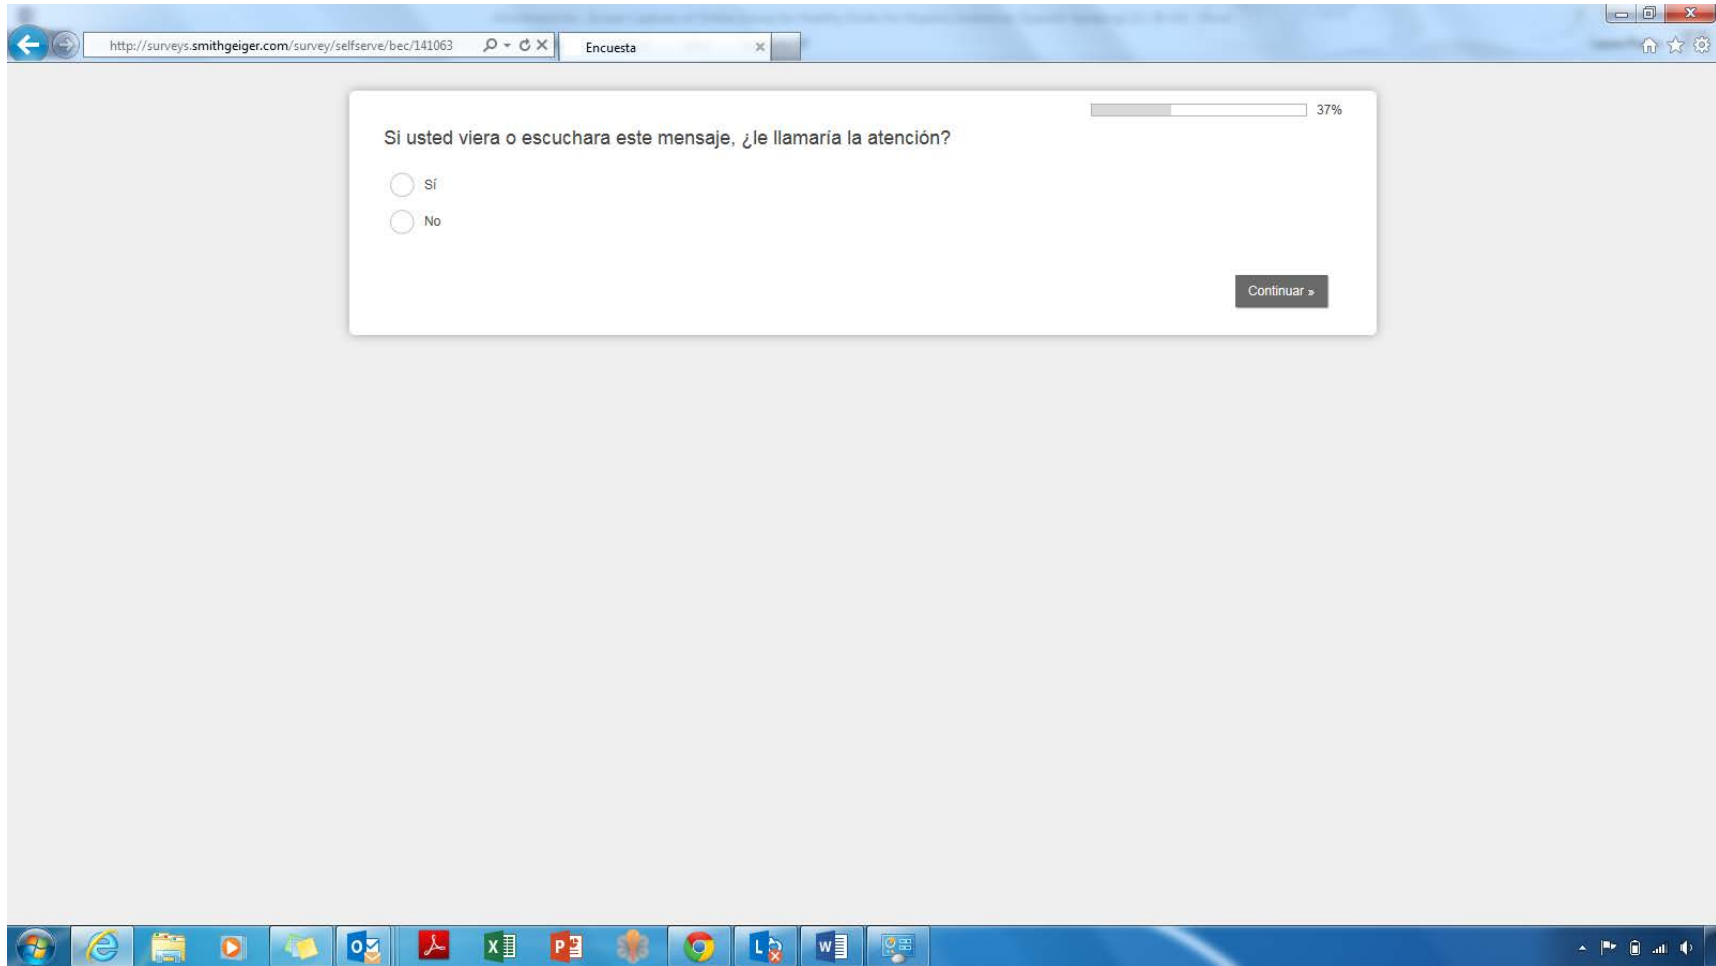 http://surveys.smithgeiger.com/survey/selfserve/bec/141063
Encuesta
37%
Si usted viera o escuchara este mensaje, ¿le llamaría la atención?
Sí
No
Continuar »